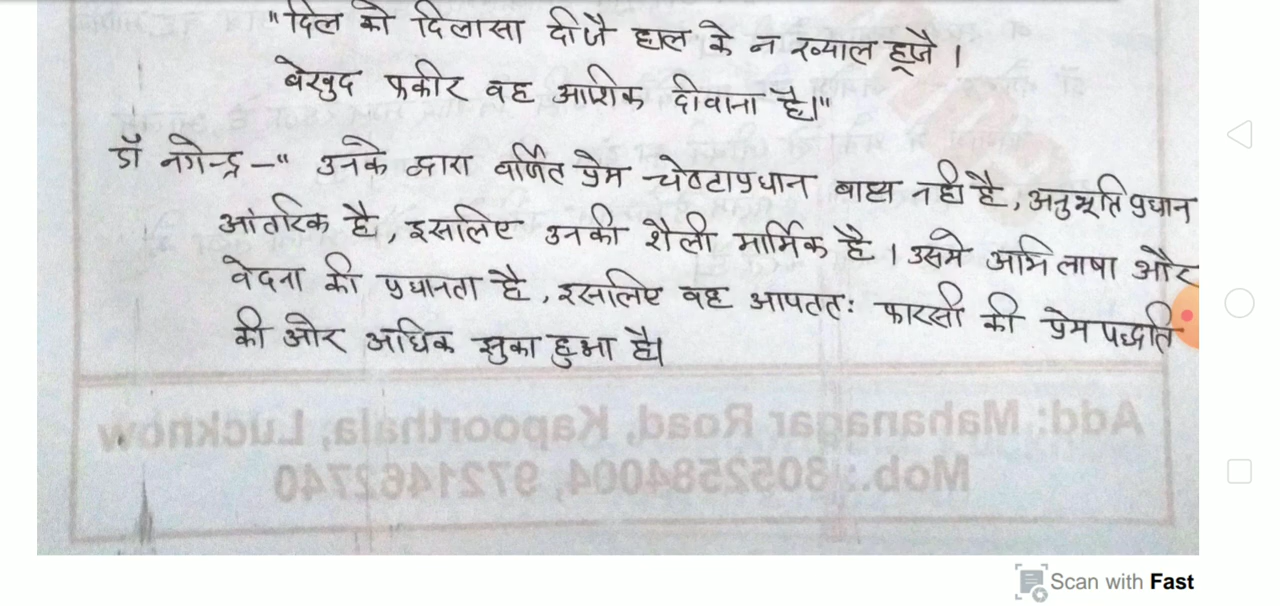 "दिल को दिलासा दीजै हाल के न ख्याल हूजै ।
बेखुद फकीर वह आशिक दीवाना है।"
डॉ नगेन्द्र –" उनके द्वारा वर्णित प्रेम चेष्टाप्रधान बाह्य नही है, अनुभूति प्रधान
आंतरिक है, इसलिए उनकी शैली मार्मिक है । उसमे अभिलाषा और
वेदना की प्रधानता है, इसलिए वह आपततः फारसी की प्रेम पद्धति
की ओर अधिक झुका हुआ है।
Add: Mahanagar Road, Kapoorthala, Lucknow
Mob.: 8052584004, 9721462740
Scan with Fast